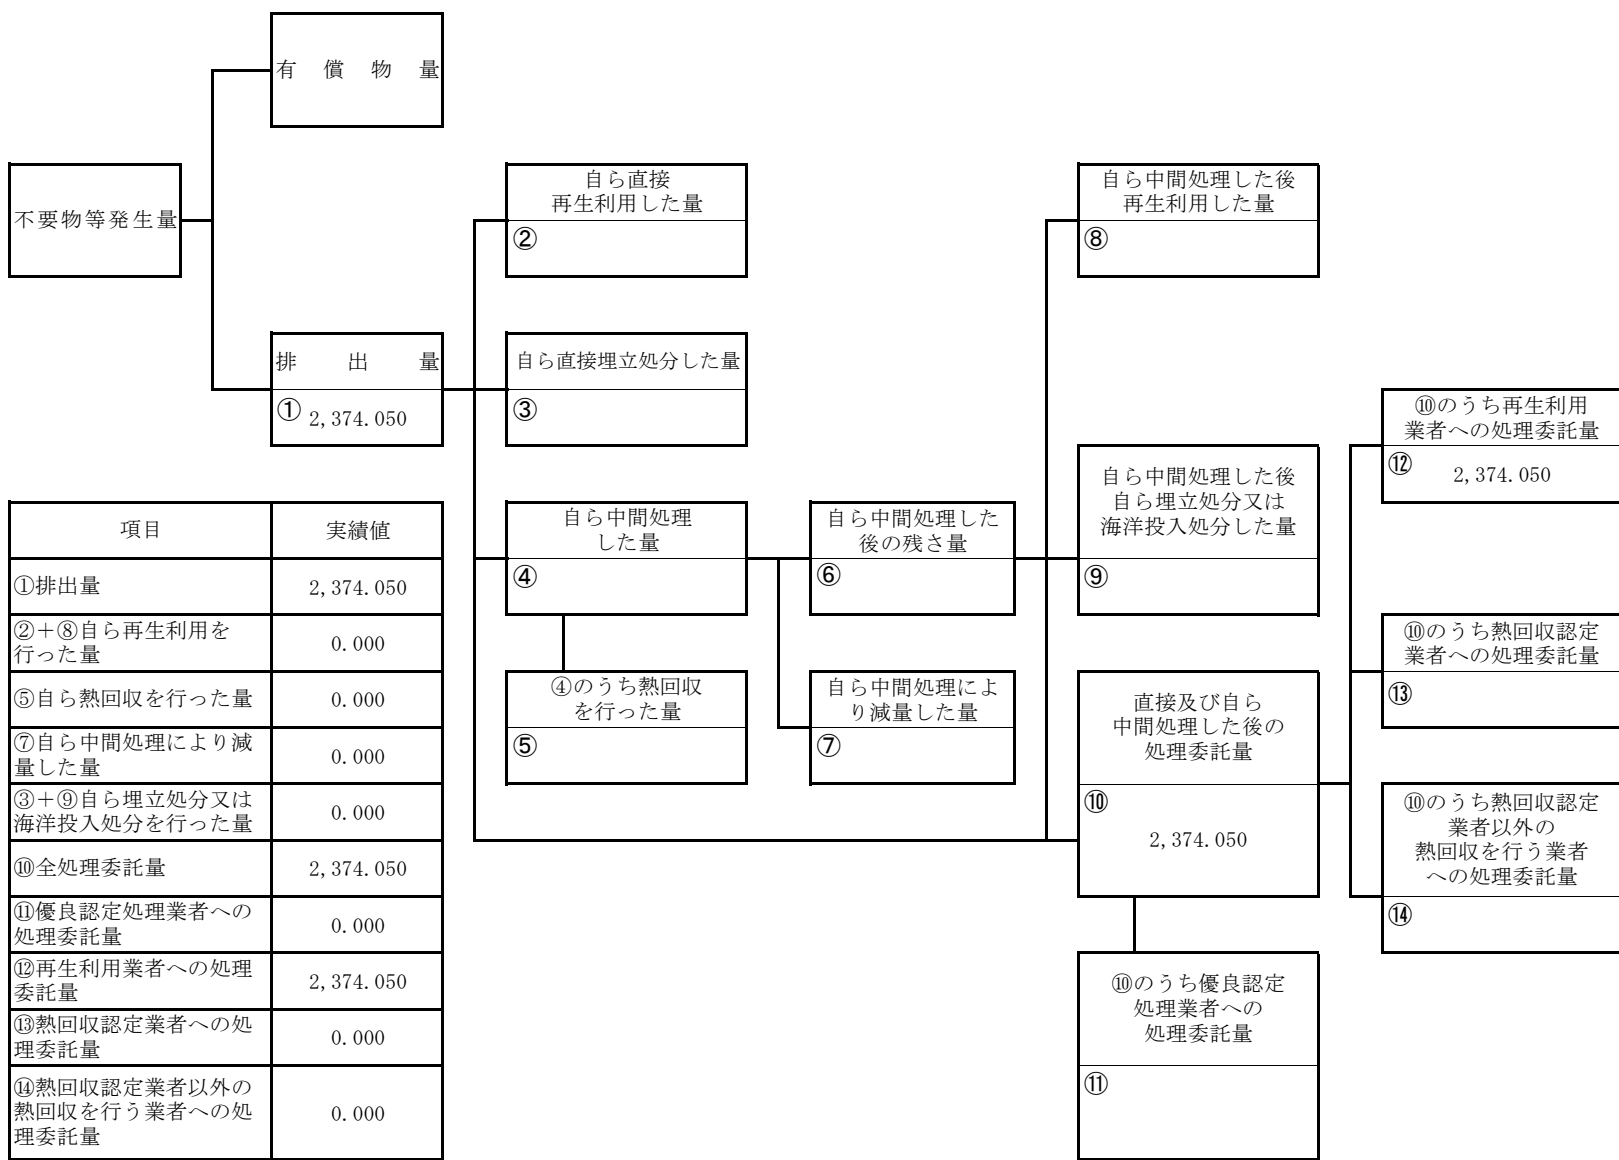 有償物量
不要物等発生量
自ら直接
再生利用した量
②
自ら中間処理した後
再生利用した量
⑧
排出量
① 2,374.050
自ら直接埋立処分した量
③
⑩のうち再生利用
業者への処理委託量
⑫ 2,374.050
自ら中間処理
した量
④
自ら中間処理した
後の残さ量
⑥
自ら中間処理した後
自ら埋立処分又は
海洋投入処分した量
⑨
⑩のうち熱回収認定
業者への処理委託量
⑬
④のうち熱回収
を行った量
⑤
自ら中間処理によ
り減量した量
⑦
直接及び自ら
中間処理した後の
処理委託量
⑩
2,374.050
⑩のうち熱回収認定
業者以外の
熱回収を行う業者
への処理委託量
⑭
⑩のうち優良認定
処理業者への
処理委託量
⑪
項目 実績値
①排出量 2,374.050
②＋⑧自ら再生利用を
行った量 0.000
⑤自ら熱回収を行った量 0.000
⑦自ら中間処理により減
量した量 0.000
③＋⑨自ら埋立処分又は
海洋投入処分を行った量 0.000
⑩全処理委託量 2,374.050
⑪優良認定処理業者への
処理委託量 0.000
⑫再生利用業者への処理
委託量 2,374.050
⑬熱回収認定業者への処
理委託量 0.000
⑭熱回収認定業者以外の
熱回収を行う業者への処
理委託量 0.000